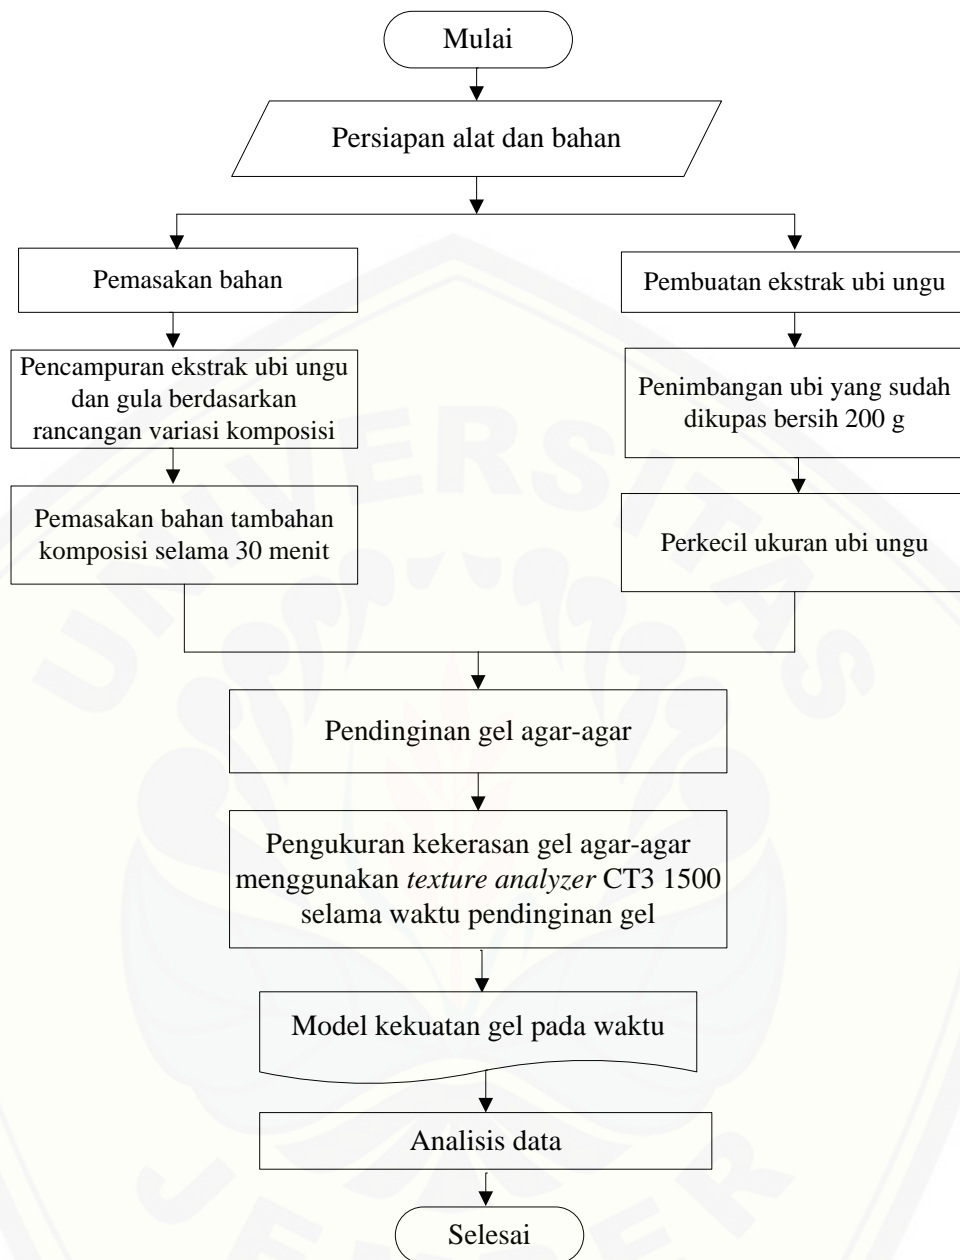 Mulai
Persiapan alat dan bahan
Pemasakan bahan
Pencampuran ekstrak ubi ungu
dan gula berdasarkan
rancangan variasi komposisi
Pemasakan bahan tambahan
komposisi selama 30 menit
Pembuatan ekstrak ubi ungu
Penimbangan ubi yang sudah
dikupas bersih 200 g
Perkecil ukuran ubi ungu
Pendinginan gel agar-agar
Pengukuran kekerasan gel agar-agar
menggunakan texture analyzer CT3 1500
selama waktu pendinginan gel
Model kekuatan gel pada waktu
Analisis data
Selesai
UNIVERSITAS
JEMBER